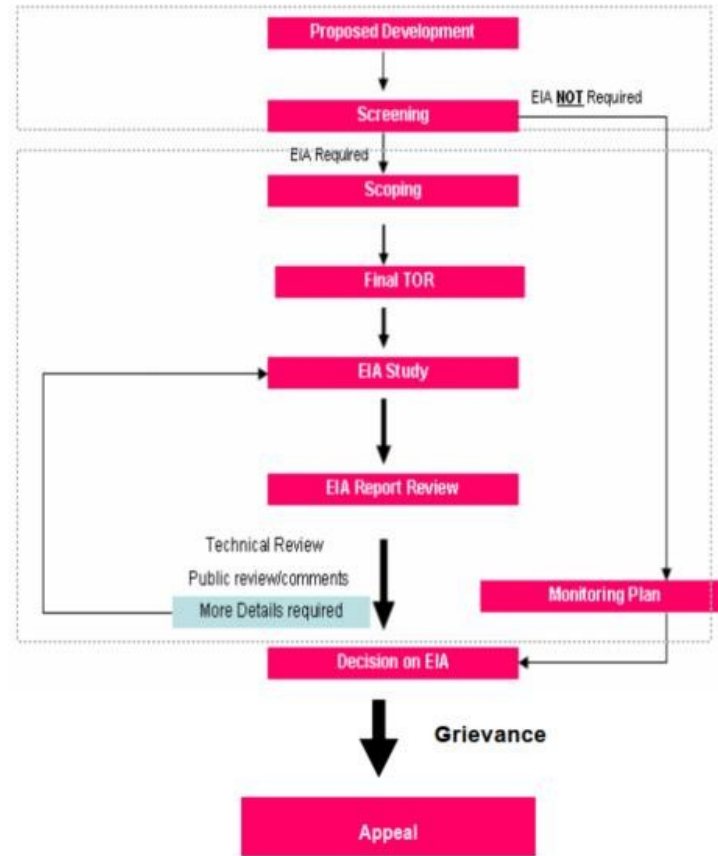 Proposed Development
EIA NOT Required
Screening
EIA Required
Scoping
Final TOR
EIA Study
EIA Report Review
Technical Review
Public review/comments
More Details required
Monitoring Plan
Decision on EIA
Grievance
Appeal